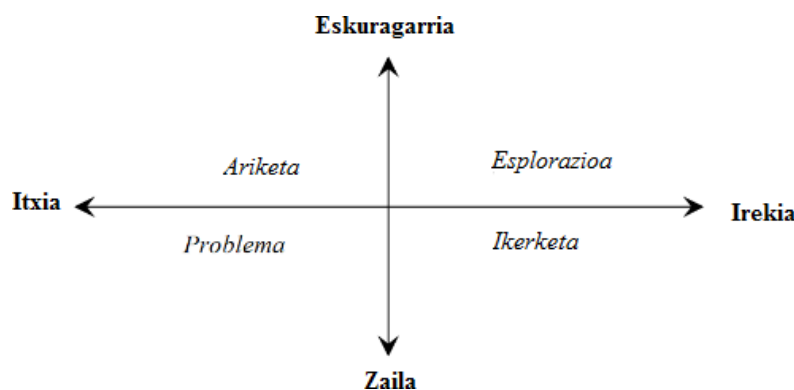 Eskuragarria
Ariketa
Esplorazioa
Itxia
Irekia
Problema
Ikerketa
Zaila